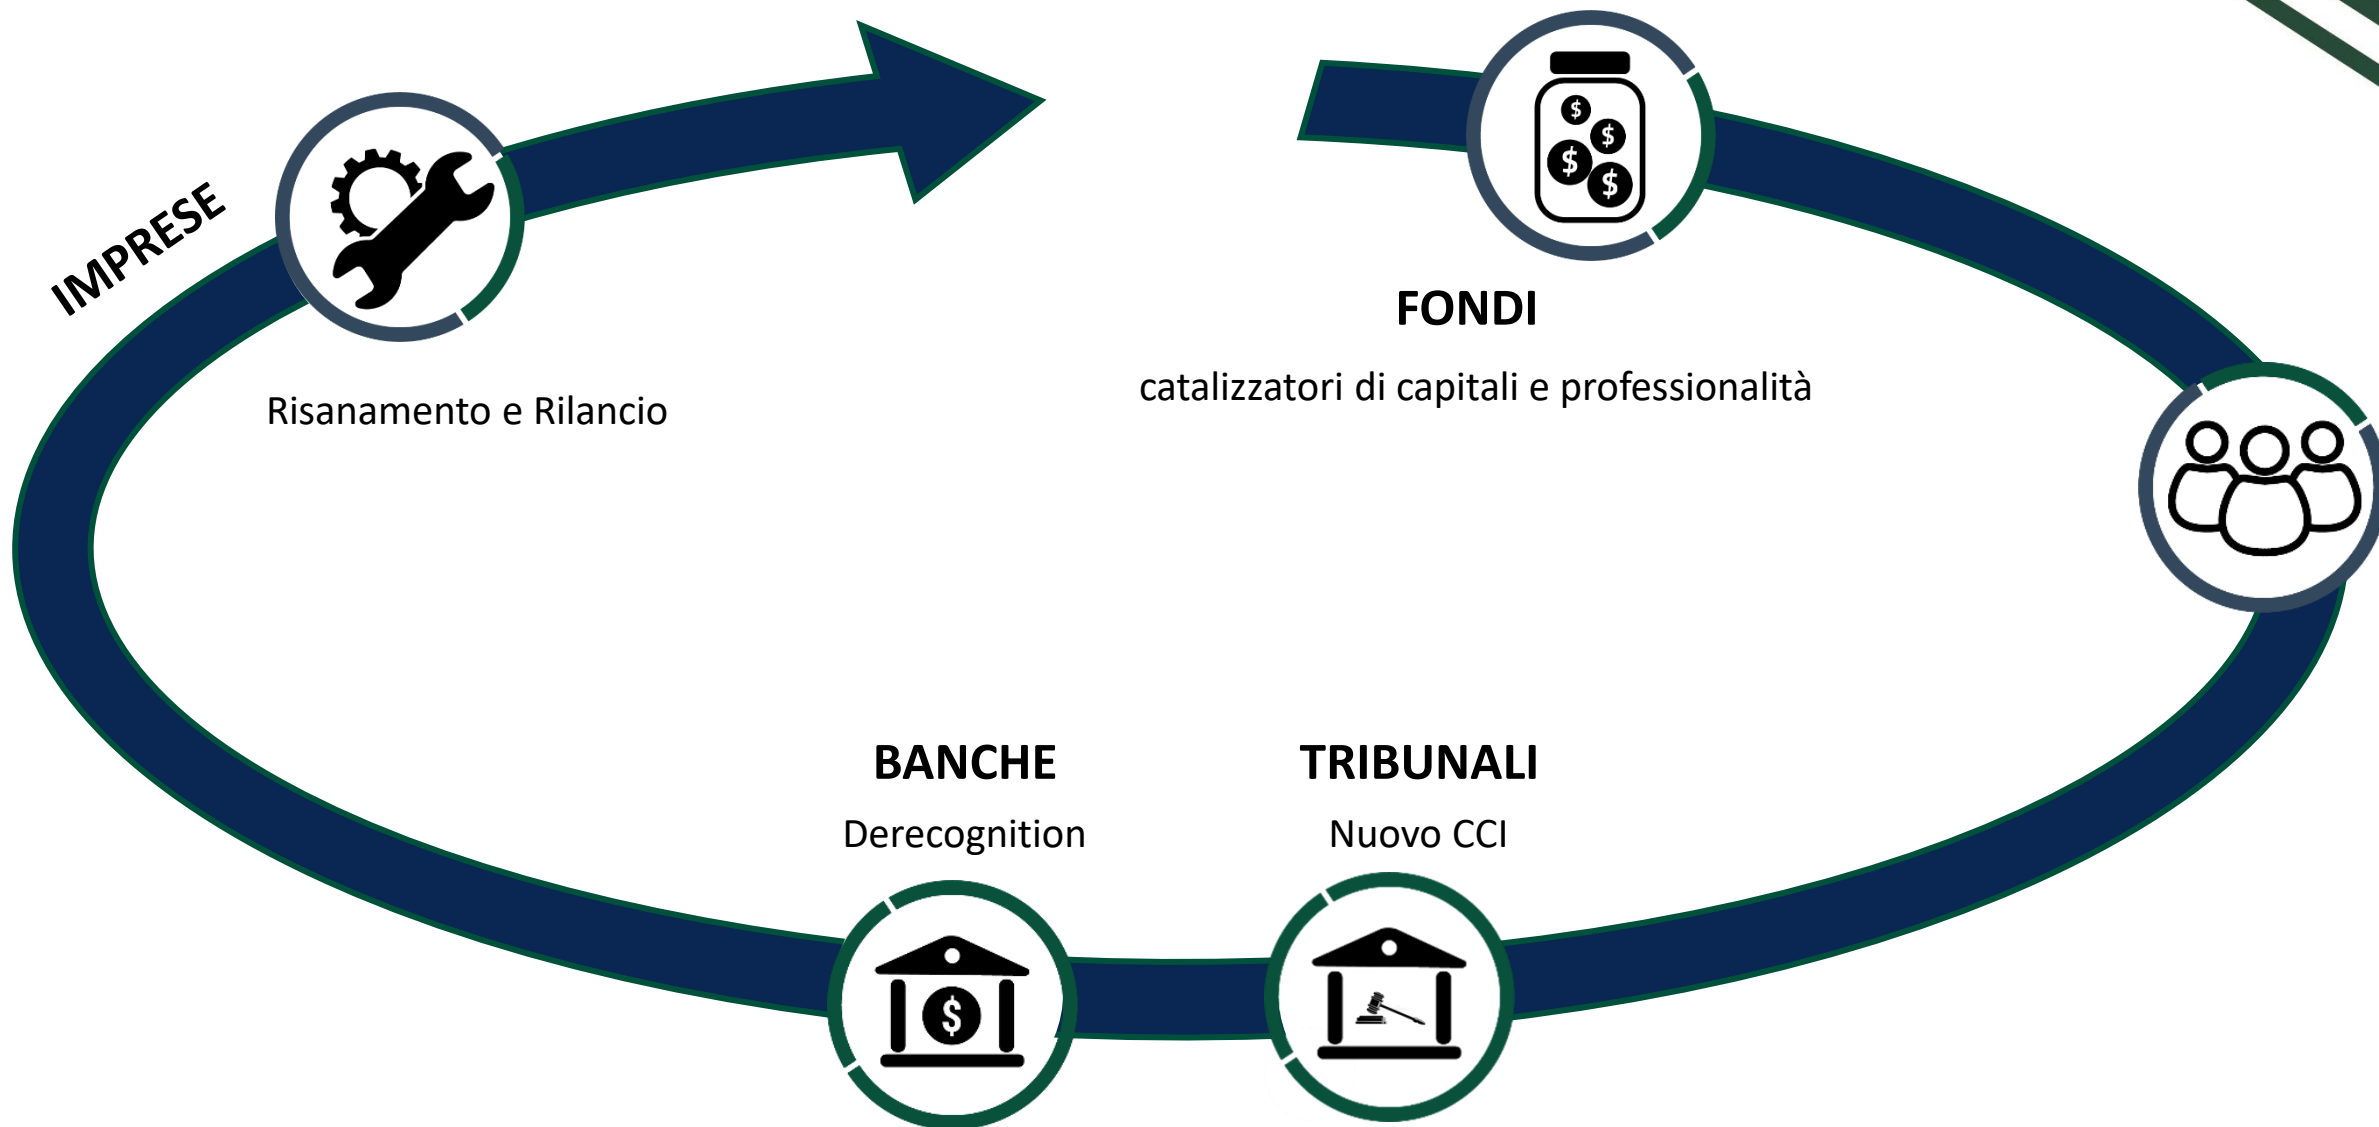 IMPRESE
Risanamento e Rilancio
FONDI
catalizzatori di capitali e professionalità
BANCHE
Derecognition
TRIBUNALI
Nuovo CCI